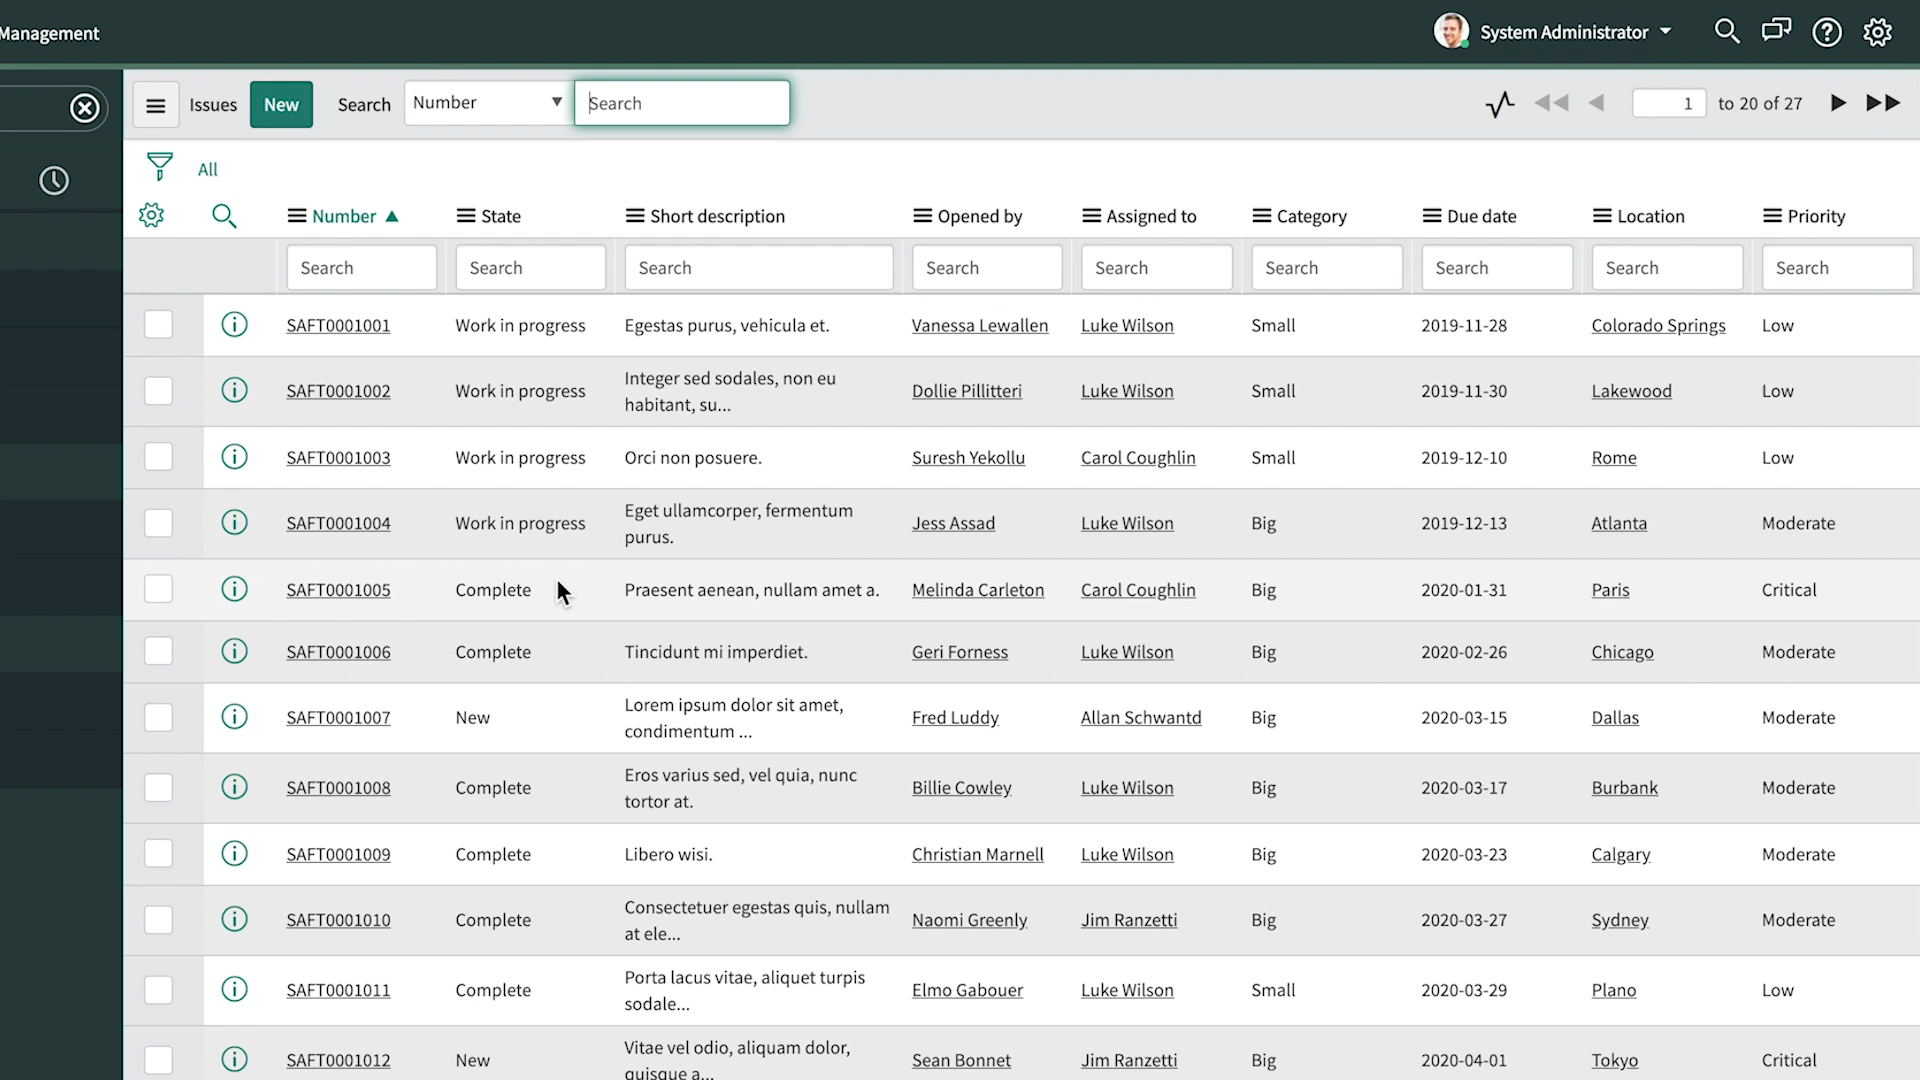 Management
System Administrator
Issues New Search Number Search 1 to 20 of 27
All
Number State Short description Opened by Assigned to Category Due date Location Priority
Search Search Search Search Search Search Search Search Search
SAFT0001001 Work in progress Egestas purus, vehicula et. Vanessa Lewallen Luke Wilson Small 2019-11-28 Colorado Springs Low
SAFT0001002 Work in progress Integer sed sodales, non eu
habitant, su... Dollie Pillitteri Luke Wilson Small 2019-11-30 Lakewood Low
SAFT0001003 Work in progress Orci non posuere. Suresh Yekollu Carol Coughlin Small 2019-12-10 Rome Low
SAFT0001004 Work in progress Eget ullamcorper, fermentum
purus. Jess Assad Luke Wilson Big 2019-12-13 Atlanta Moderate
SAFT0001005 Complete Praesent aenean, nullam amet a. Melinda Carleton Carol Coughlin Big 2020-01-31 Paris Critical
SAFT0001006 Complete Tincidunt mi imperdiet. Geri Forness Luke Wilson Big 2020-02-26 Chicago Moderate
SAFT0001007 New Lorem ipsum dolor sit amet,
condimentum ... Fred Luddy Allan Schwantd Big 2020-03-15 Dallas Moderate
SAFT0001008 Complete Eros varius sed, vel quia, nunc
tortor at. Billie Cowley Luke Wilson Big 2020-03-17 Burbank Moderate
SAFT0001009 Complete Libero wisi. Christian Marnell Luke Wilson Big 2020-03-23 Calgary Moderate
SAFT0001010 Complete Consectetuer egestas quis, nullam
at ele... Naomi Greenly Jim Ranzetti Big 2020-03-27 Sydney Moderate
SAFT0001011 Complete Porta lacus vitae, aliquet turpis
sodale... Elmo Gabouer Luke Wilson Small 2020-03-29 Plano Low
SAFT0001012 New Vitae vel odio, aliquam dolor,
quisque a... Sean Bonnet Jim Ranzetti Big 2020-04-01 Tokyo Critical